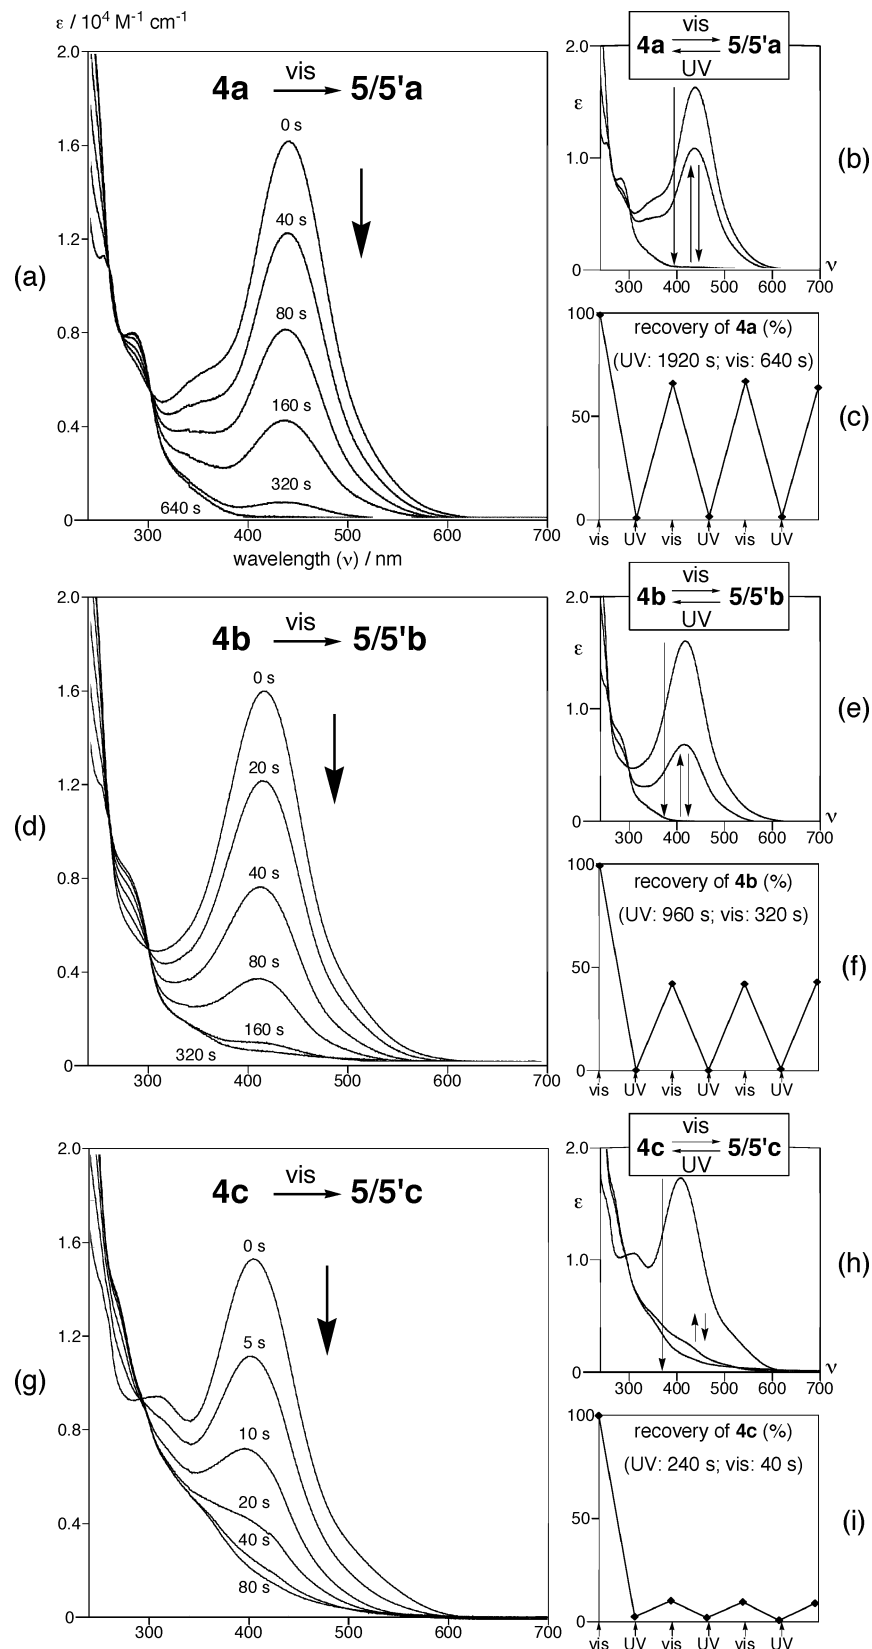 ε / 10⁴ M⁻¹ cm⁻¹
(a)
4a vis → 5/5'a
2.0
1.6
1.2
0.8
0.4
0
0 s
40 s
80 s
160 s
320 s
640 s
300 400 500 600 700
wavelength (ν) / nm
(b)
vis
4a 5/5'a
UV
2.0
ε
1.0
0
ν
300 400 500 600 700
(c)
100
50
0
recovery of 4a (%)
(UV: 1920 s; vis: 640 s)
vis UV vis UV vis UV
(d)
4b vis → 5/5'b
2.0
1.6
1.2
0.8
0.4
0
0 s
20 s
40 s
80 s
160 s
320 s
300 400 500 600 700
(e)
vis
4b 5/5'b
UV
2.0
ε
1.0
0
ν
300 400 500 600 700
(f)
100
50
0
recovery of 4b (%)
(UV: 960 s; vis: 320 s)
vis UV vis UV vis UV
(g)
4c vis → 5/5'c
2.0
1.6
1.2
0.8
0.4
0
0 s
5 s
10 s
20 s
40 s
80 s
300 400 500 600 700
(h)
vis
4c 5/5'c
UV
2.0
ε
1.0
0
ν
300 400 500 600 700
(i)
100
50
0
recovery of 4c (%)
(UV: 240 s; vis: 40 s)
vis UV vis UV vis UV